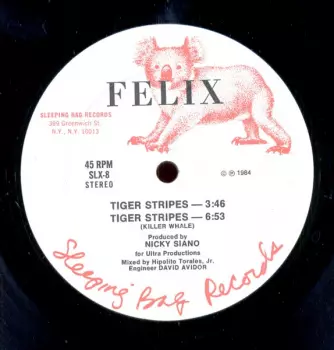 FELIX
SLEEPING BAG RECORDS
395 Greenwich St.
N.Y., N.Y. 10013
45 RPM
SLX-8
STEREO
© ℗ 1984
TIGER STRIPES — 3:46
TIGER STRIPES — 6:53
(KILLER WHALE)
Produced by
NICKY SIANO
for Ultra Productions
Mixed by Hipolito Torales, Jr.
Engineer DAVID AVIDOR
Sleeping Bag Records